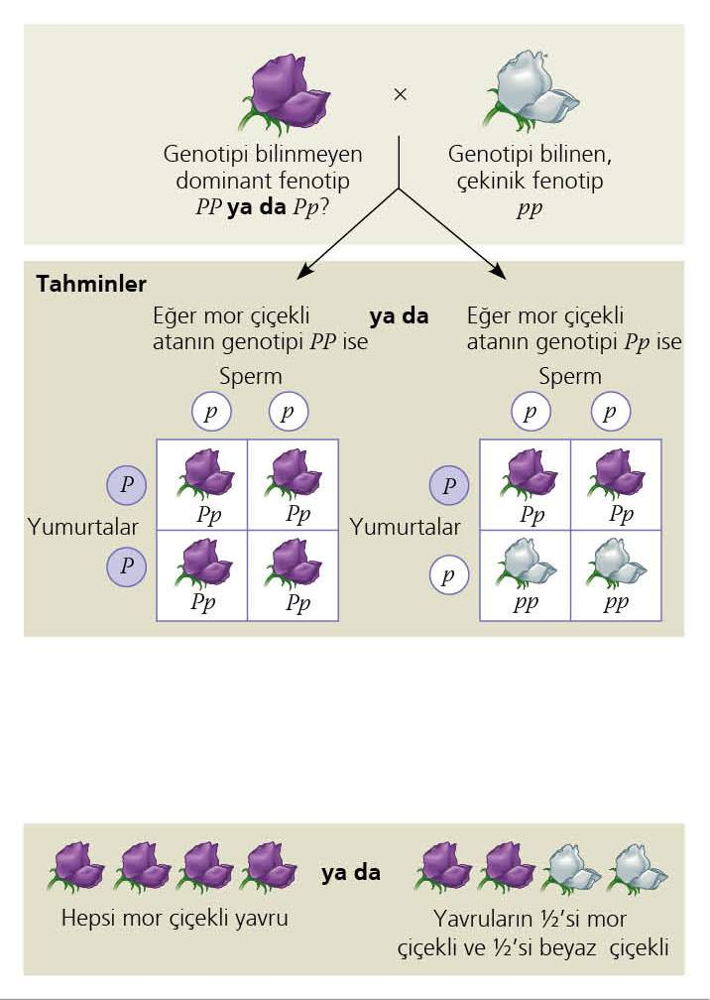 ×
Genotipi bilinmeyen
dominant fenotip
PP ya da Pp?
Genotipi bilinen,
çekinik fenotip
pp
Tahminler
Eğer mor çiçekli
atanın genotipi PP ise
ya da
Eğer mor çiçekli
atanın genotipi Pp ise
Sperm
p p
Yumurtalar
P
Pp Pp
P
Pp Pp
Sperm
p p
Yumurtalar
P
Pp Pp
p
pp pp
Hepsi mor çiçekli yavru
ya da
Yavruların ½'si mor
çiçekli ve ½'si beyaz çiçekli